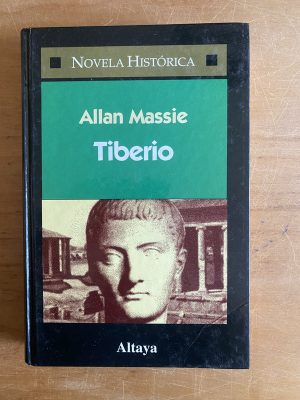 NOVELA HISTÓRICA
Allan Massie
Tiberio
Altaya